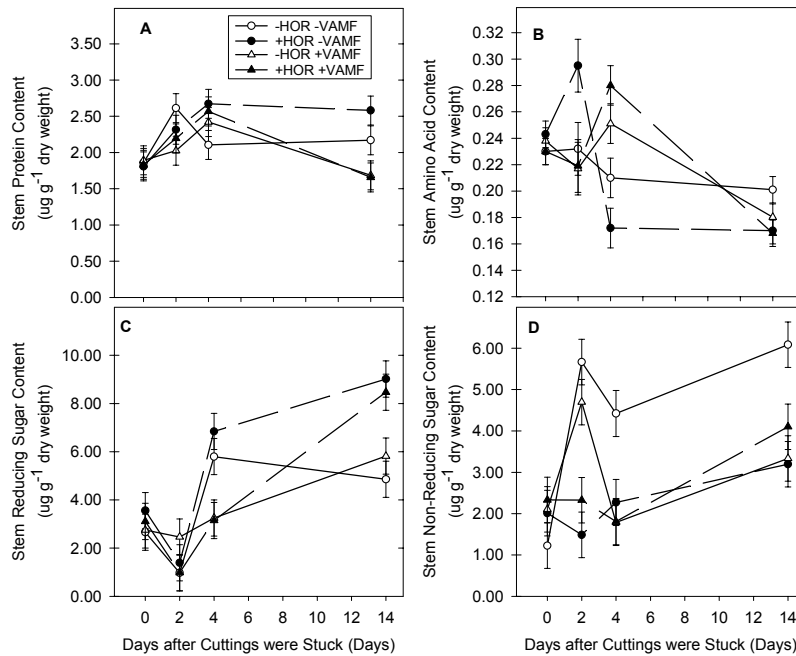 A
-HOR -VAMF
+HOR -VAMF
-HOR +VAMF
+HOR +VAMF
Stem Protein Content
(ug g⁻¹ dry weight)
3.50
3.00
2.50
2.00
1.50
1.00
0.50
0.00
B
Stem Amino Acid Content
(ug g⁻¹ dry weight)
0.32
0.30
0.28
0.26
0.24
0.22
0.20
0.18
0.16
0.14
0.12
C
Stem Reducing Sugar Content
(ug g⁻¹ dry weight)
10.00
8.00
6.00
4.00
2.00
0.00
0 2 4 6 8 10 12 14
Days after Cuttings were Stuck (Days)
D
Stem Non-Reducing Sugar Content
(ug g⁻¹ dry weight)
6.00
5.00
4.00
3.00
2.00
1.00
0.00
0 2 4 6 8 10 12 14
Days after Cuttings were Stuck (Days)